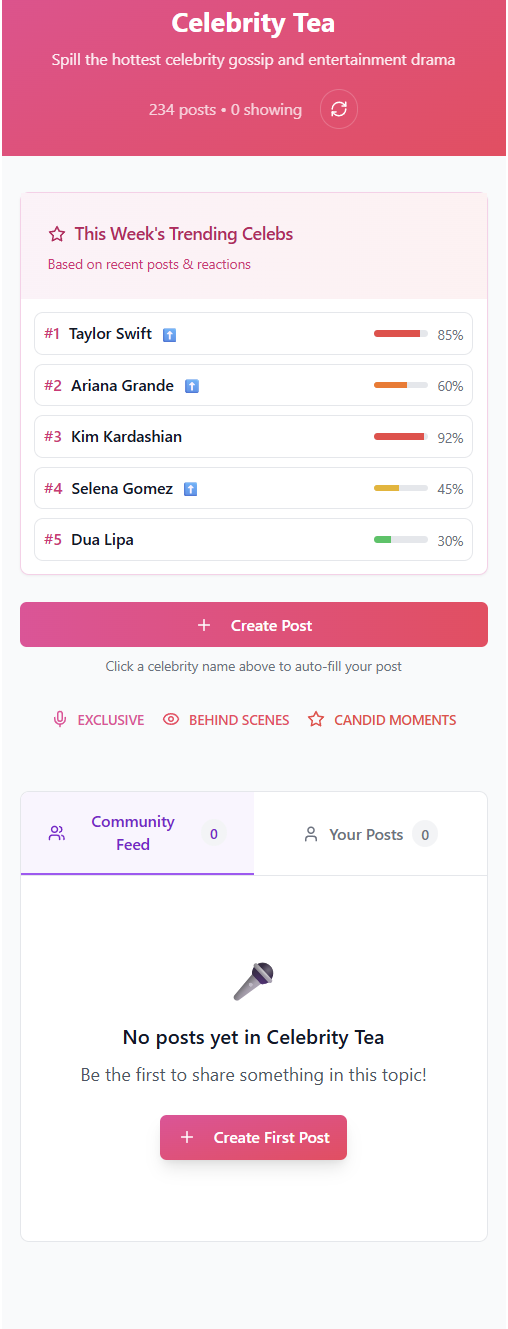 Celebrity Tea
Spill the hottest celebrity gossip and entertainment drama
234 posts • 0 showing
This Week's Trending Celebs
Based on recent posts & reactions
#1 Taylor Swift ⬆️ 85%
#2 Ariana Grande ⬆️ 60%
#3 Kim Kardashian 92%
#4 Selena Gomez ⬆️ 45%
#5 Dua Lipa 30%
+ Create Post
Click a celebrity name above to auto-fill your post
EXCLUSIVE BEHIND SCENES CANDID MOMENTS
Community
Feed
0
Your Posts 0
No posts yet in Celebrity Tea
Be the first to share something in this topic!
+ Create First Post